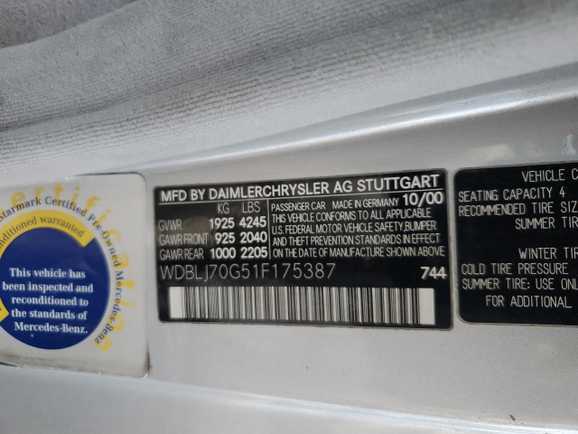 Starmark Certified Pre-Owned Mercedes-Benz
conditioned warranted
certified
This vehicle has
been inspected and
reconditioned to
the standards of
Mercedes-Benz.
MFD BY DAIMLERCHRYSLER AG STUTTGART
KG LBS PASSENGER CAR MADE IN GERMANY 10/00
GVWR 1925 4245
GAWR FRONT 925 2040
GAWR REAR 1000 2205
THIS VEHICLE CONFORMS TO ALL APPLICABLE
U.S. FEDERAL MOTOR VEHICLE SAFETY, BUMPER
AND THEFT PREVENTION STANDARDS IN EFFECT
ON THE DATE OF MANUFACTURE SHOWN ABOVE.
WDBLJ70G51F175387 744
VEHICLE C
SEATING CAPACITY 4
RECOMMENDED TIRE SIZ
SUMMER TIR
WINTER TI
COLD TIRE PRESSURE
SUMMER TIRE: USE ONL
FOR ADDITIONAL